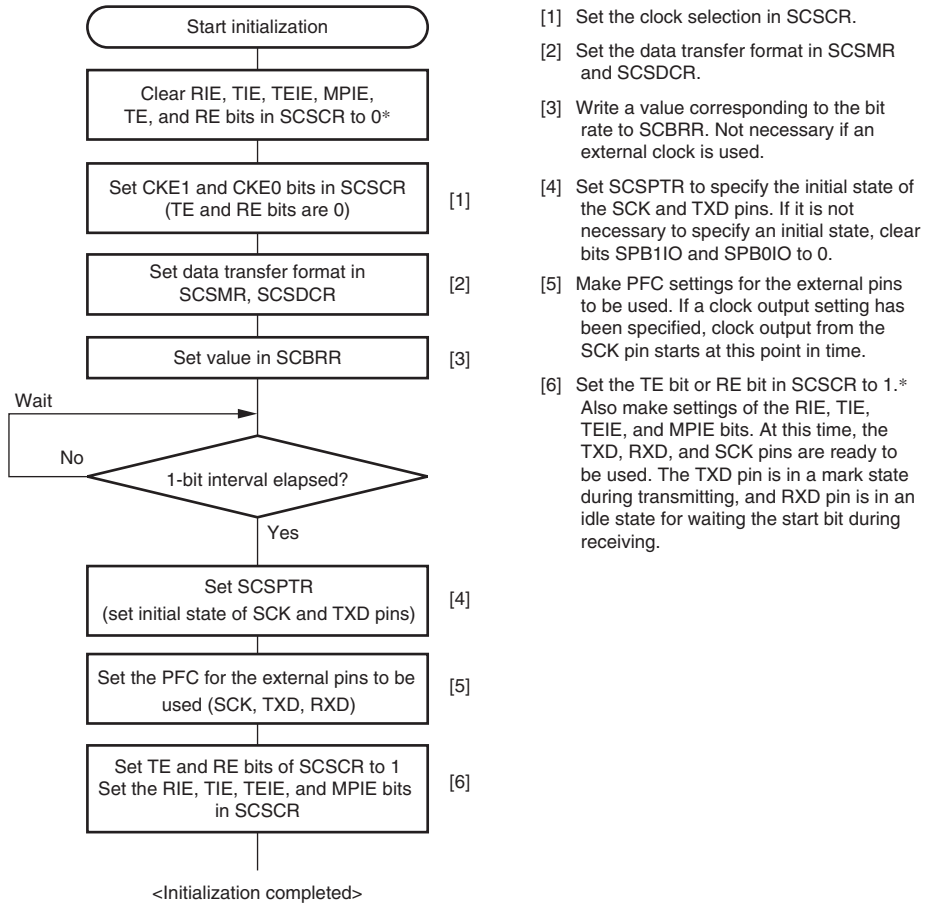 Start initialization
Clear RIE, TIE, TEIE, MPIE,
TE, and RE bits in SCSCR to 0*
Set CKE1 and CKE0 bits in SCSCR
(TE and RE bits are 0)
[1]
Set data transfer format in
SCSMR, SCSDCR
[2]
Set value in SCBRR
[3]
Wait
No
1-bit interval elapsed?
Yes
Set SCSPTR
(set initial state of SCK and TXD pins)
[4]
Set the PFC for the external pins to be
used (SCK, TXD, RXD)
[5]
Set TE and RE bits of SCSCR to 1
Set the RIE, TIE, TEIE, and MPIE bits
in SCSCR
[6]
<Initialization completed>
[1] Set the clock selection in SCSCR.
[2] Set the data transfer format in SCSMR
and SCSDCR.
[3] Write a value corresponding to the bit
rate to SCBRR. Not necessary if an
external clock is used.
[4] Set SCSPTR to specify the initial state of
the SCK and TXD pins. If it is not
necessary to specify an initial state, clear
bits SPB1IO and SPB0IO to 0.
[5] Make PFC settings for the external pins
to be used. If a clock output setting has
been specified, clock output from the
SCK pin starts at this point in time.
[6] Set the TE bit or RE bit in SCSCR to 1.*
Also make settings of the RIE, TIE,
TEIE, and MPIE bits. At this time, the
TXD, RXD, and SCK pins are ready to
be used. The TXD pin is in a mark state
during transmitting, and RXD pin is in an
idle state for waiting the start bit during
receiving.